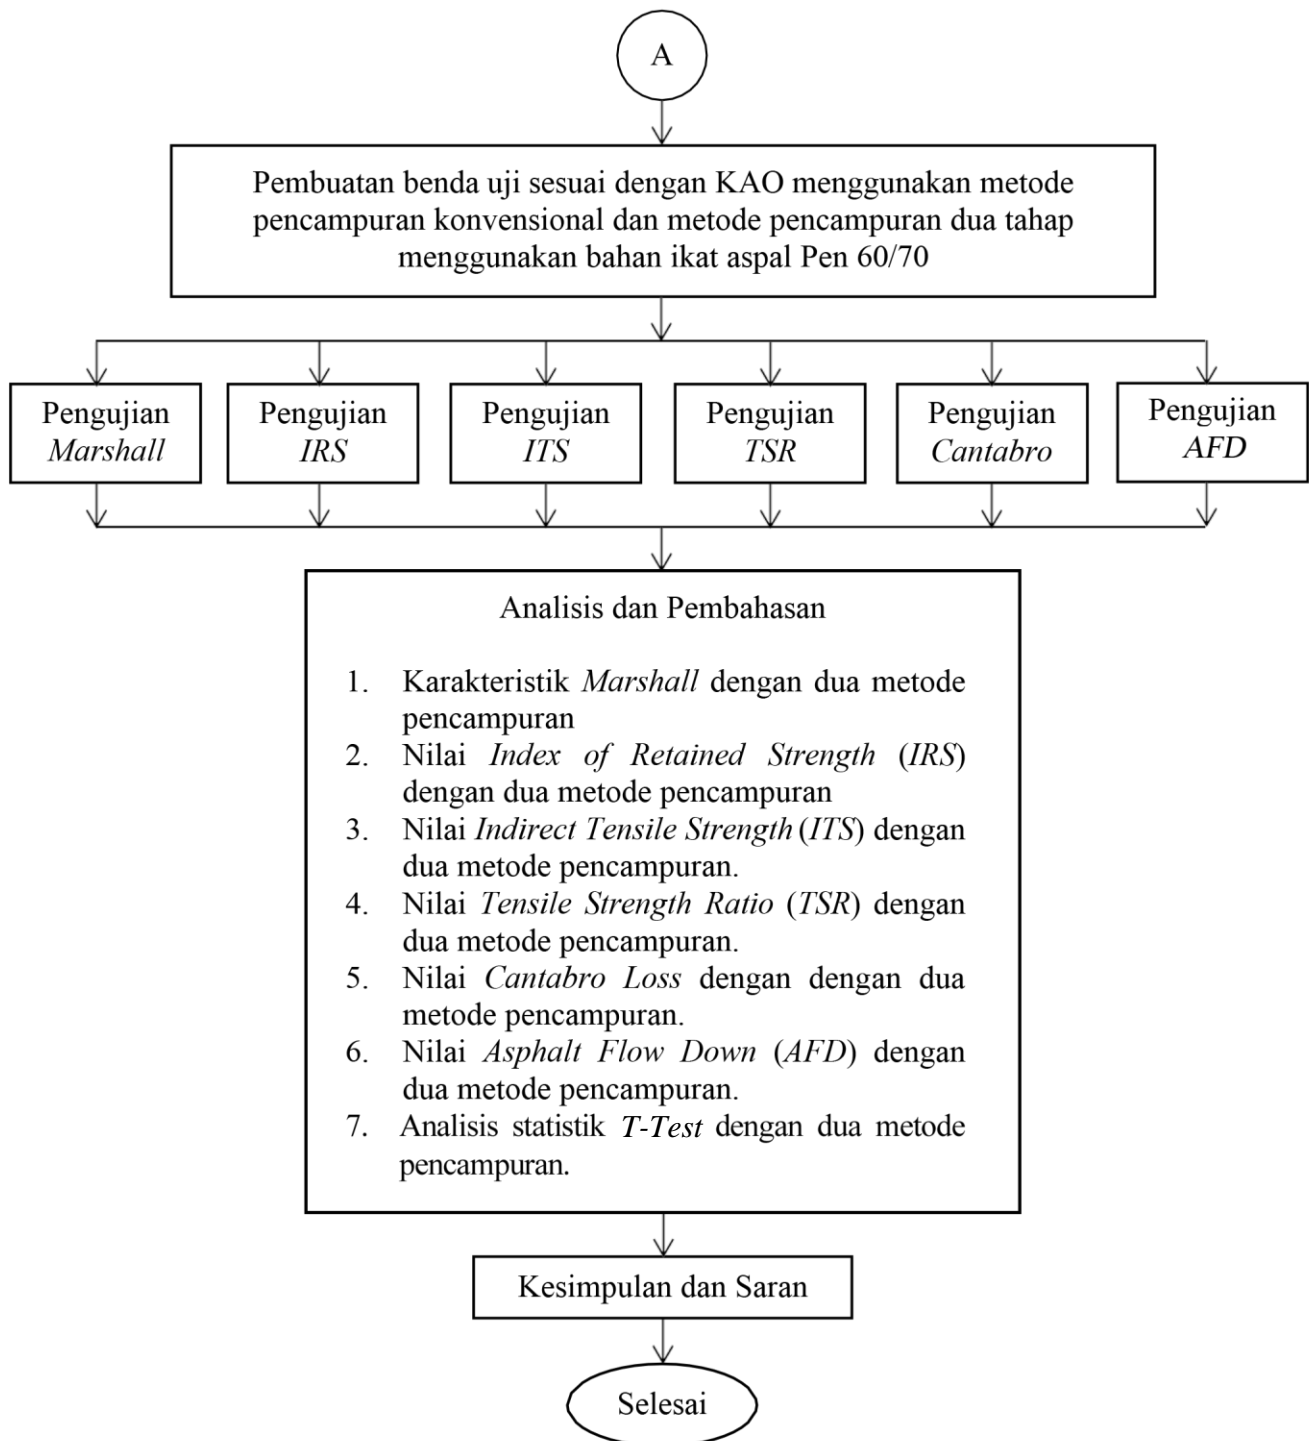 A
Pembuatan benda uji sesuai dengan KAO menggunakan metode
pencampuran konvensional dan metode pencampuran dua tahap
menggunakan bahan ikat aspal Pen 60/70
Pengujian
Marshall
Pengujian
IRS
Pengujian
ITS
Pengujian
TSR
Pengujian
Cantabro
Pengujian
AFD
Analisis dan Pembahasan
1. Karakteristik Marshall dengan dua metode
pencampuran
2. Nilai Index of Retained Strength (IRS)
dengan dua metode pencampuran
3. Nilai Indirect Tensile Strength (ITS) dengan
dua metode pencampuran.
4. Nilai Tensile Strength Ratio (TSR) dengan
dua metode pencampuran.
5. Nilai Cantabro Loss dengan dengan dua
metode pencampuran.
6. Nilai Asphalt Flow Down (AFD) dengan
dua metode pencampuran.
7. Analisis statistik T-Test dengan dua metode
pencampuran.
Kesimpulan dan Saran
Selesai